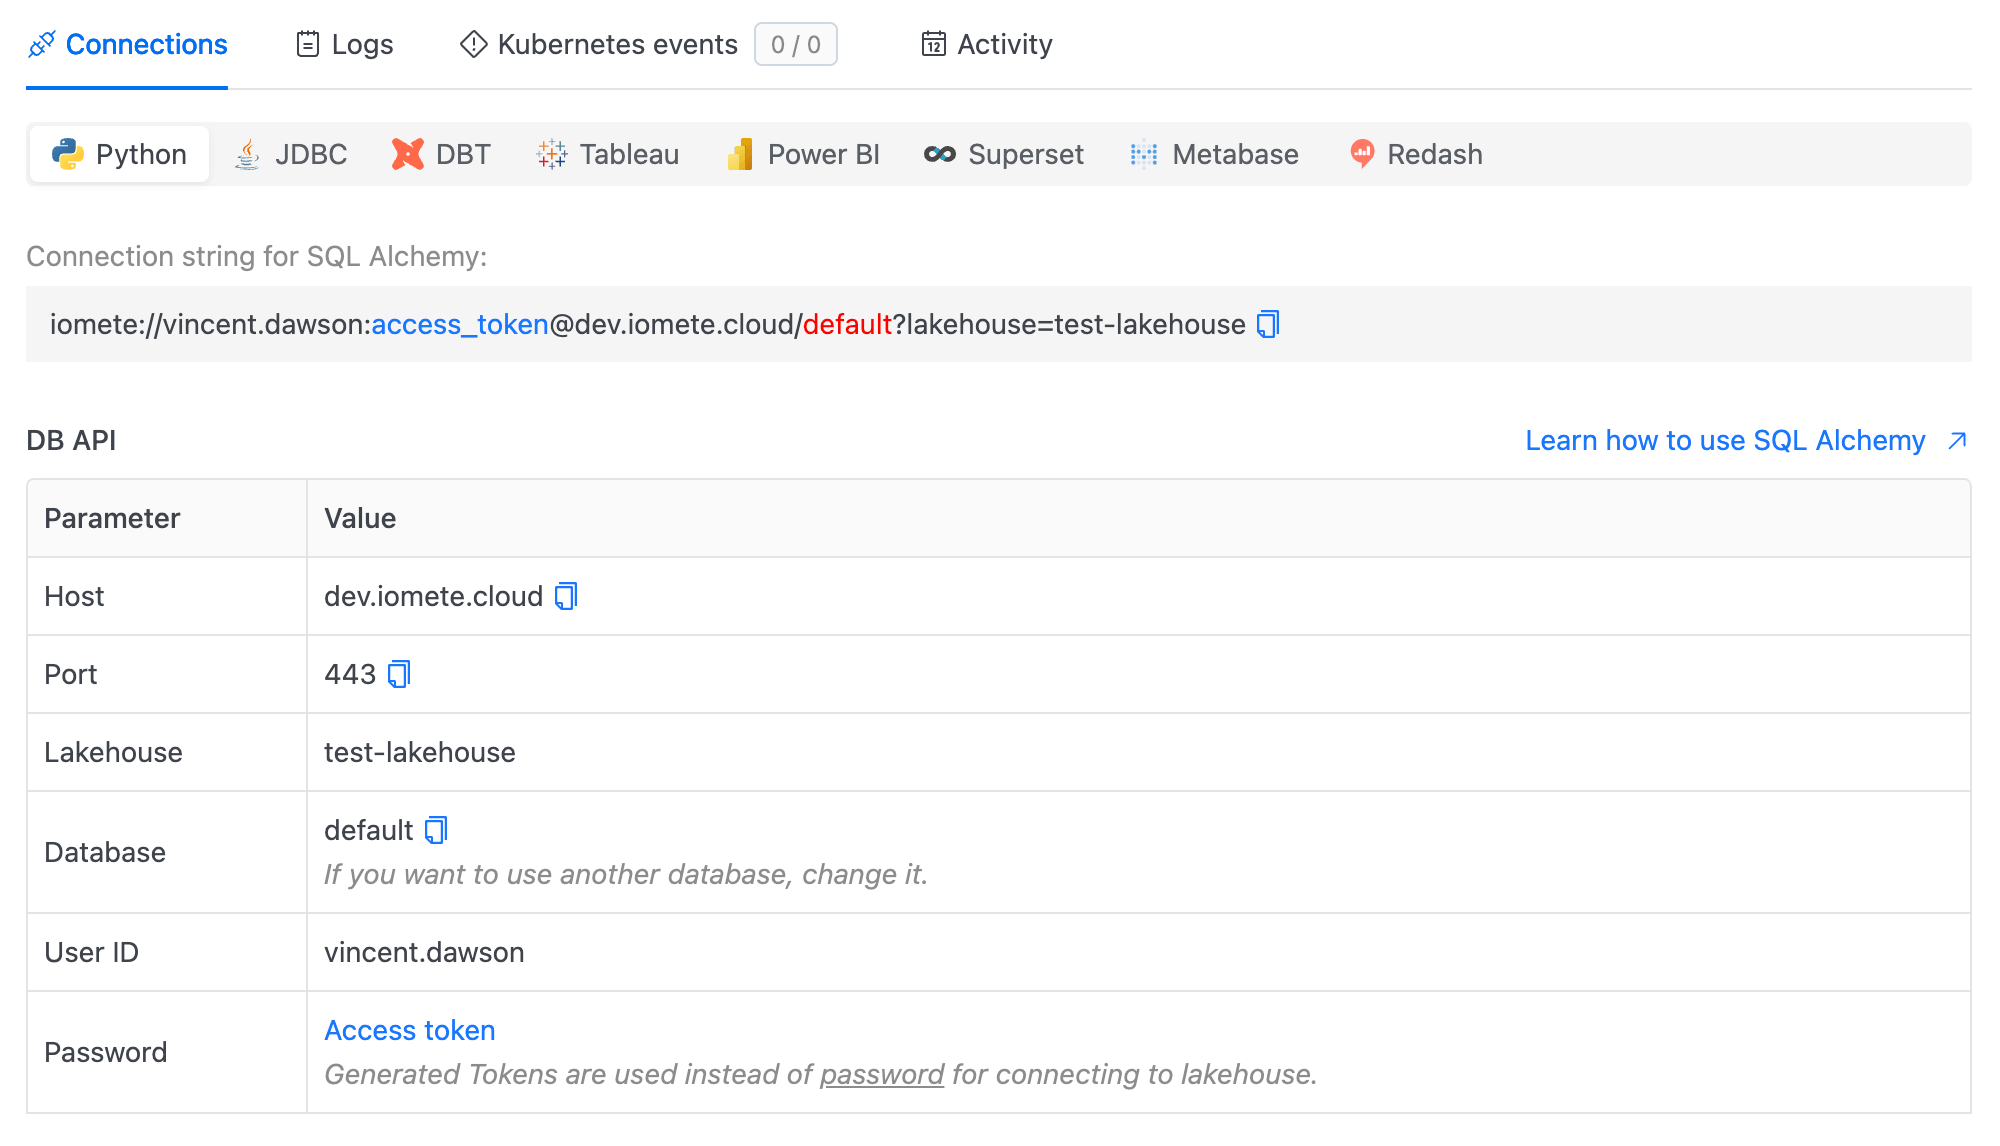 Connections Logs Kubernetes events 0 / 0 12 Activity
Python JDBC DBT Tableau Power BI Superset Metabase Redash
Connection string for SQL Alchemy:
iomete://vincent.dawson:access_token@dev.iomete.cloud/default?lakehouse=test-lakehouse
DB API Learn how to use SQL Alchemy
Parameter Value
Host dev.iomete.cloud
Port 443
Lakehouse test-lakehouse
Database default
If you want to use another database, change it.
User ID vincent.dawson
Password Access token
Generated Tokens are used instead of password for connecting to lakehouse.